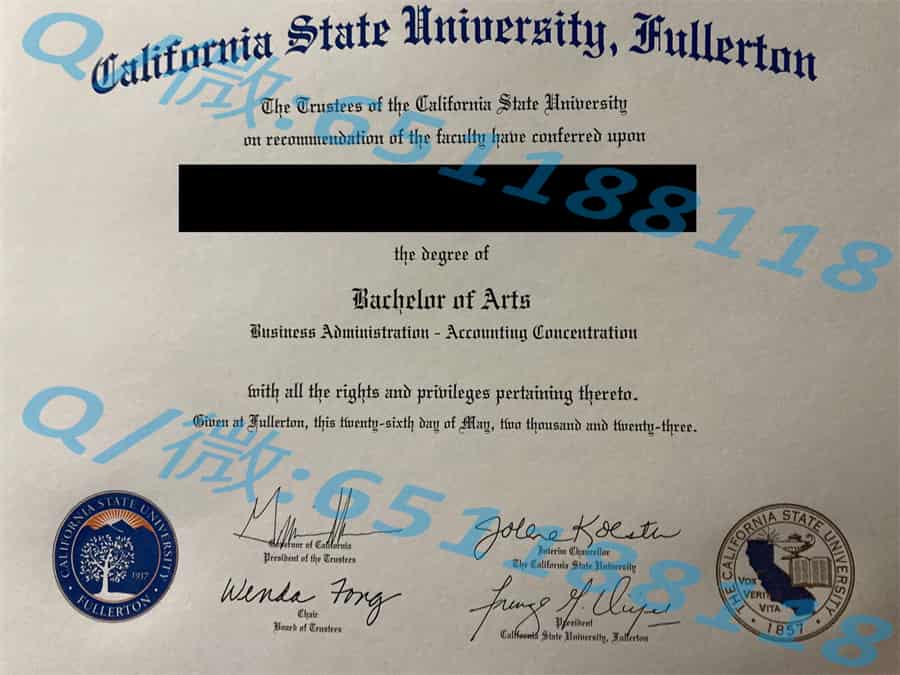 California State University, Fullerton
The Trustees of the California State University
on recommendation of the faculty have conferred upon
the degree of
Bachelor of Arts
Business Administration - Accounting Concentration
with all the rights and privileges pertaining thereto.
Given at Fullerton, this twenty-sixth day of May, two thousand and twenty-three.
Q/微:651188118
Q/微:651188118
Governor of California
President of the Trustees
Jolene Koester
Interim Chancellor
The California State University
Wenda Fong
Chair
Board of Trustees
President
California State University, Fullerton
CALIFORNIA STATE UNIVERSITY
1957
FULLERTON
THE CALIFORNIA STATE UNIVERSITY
VOX
VERITAS
VITA
1857